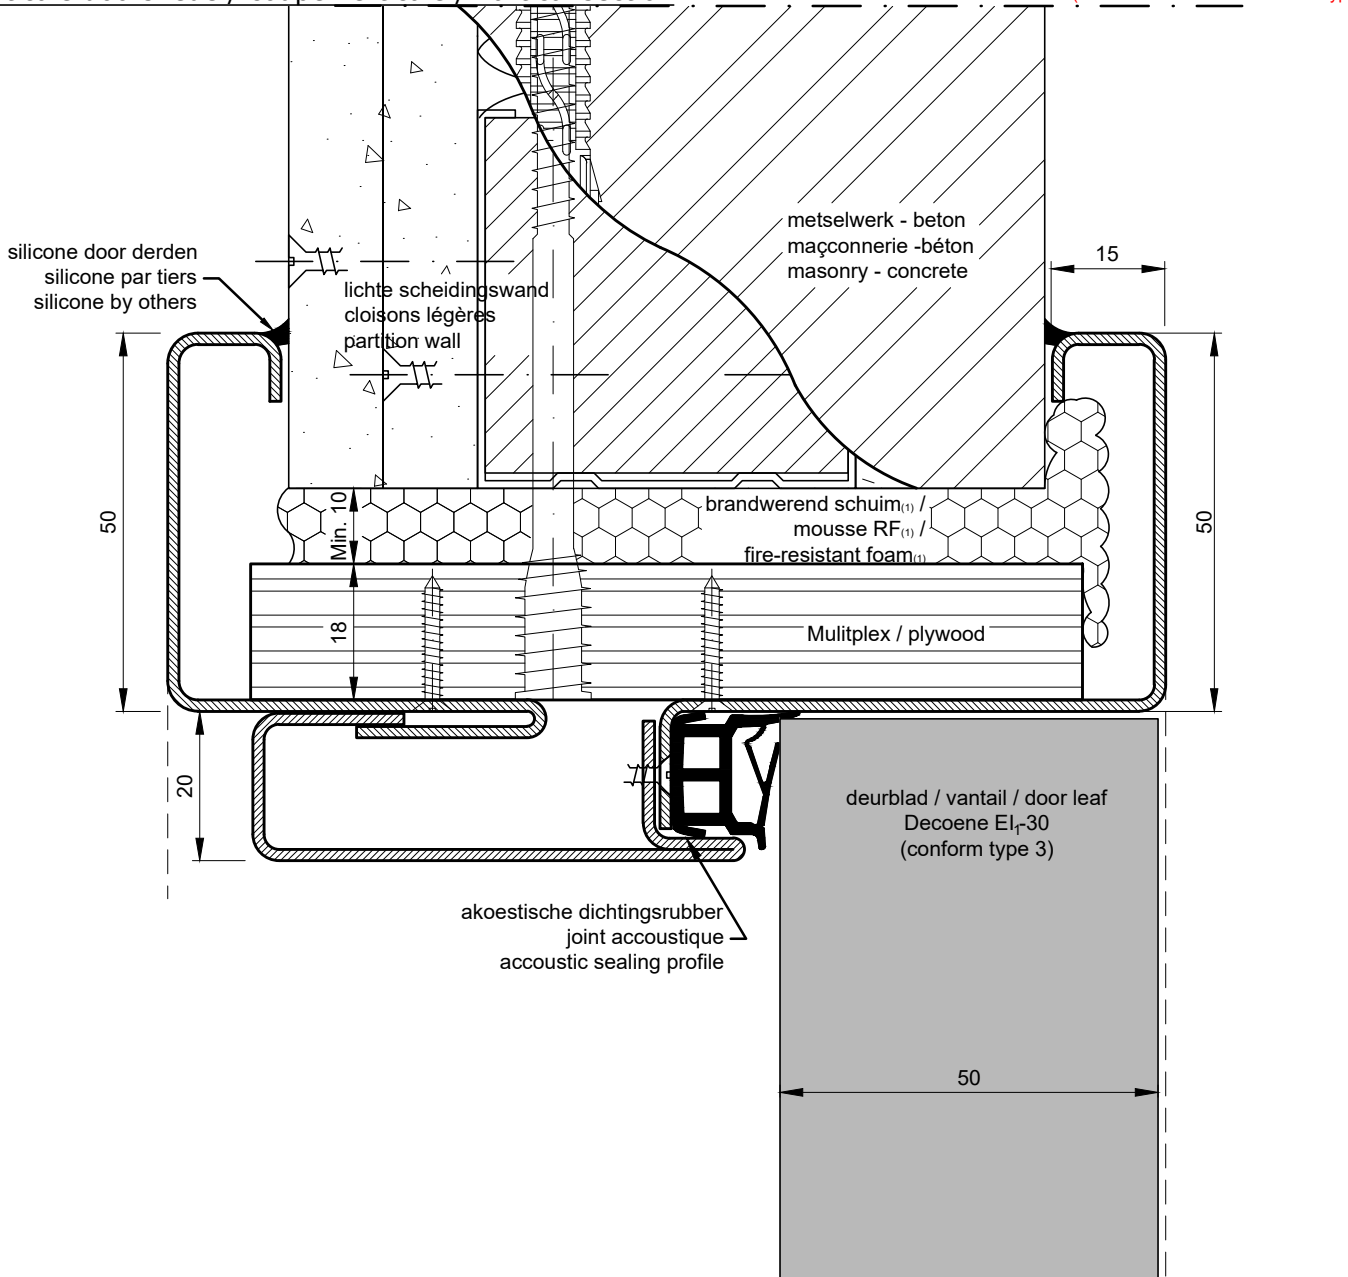 metselwerk - beton
maçconnerie -béton
masonry - concrete
15
silicone door derden
silicone par tiers
silicone by others
lichte scheidingswand
cloisons légères
partition wall
50
Min. 10
brandwerend schuim(1) /
mousse RF(1) /
fire-resistant foam(1)
50
18
Mulitplex / plywood
20
deurblad / vantail / door leaf
Decoene EI1-30
(conform type 3)
akoestische dichtingsrubber
joint accoustique
accoustic sealing profile
50